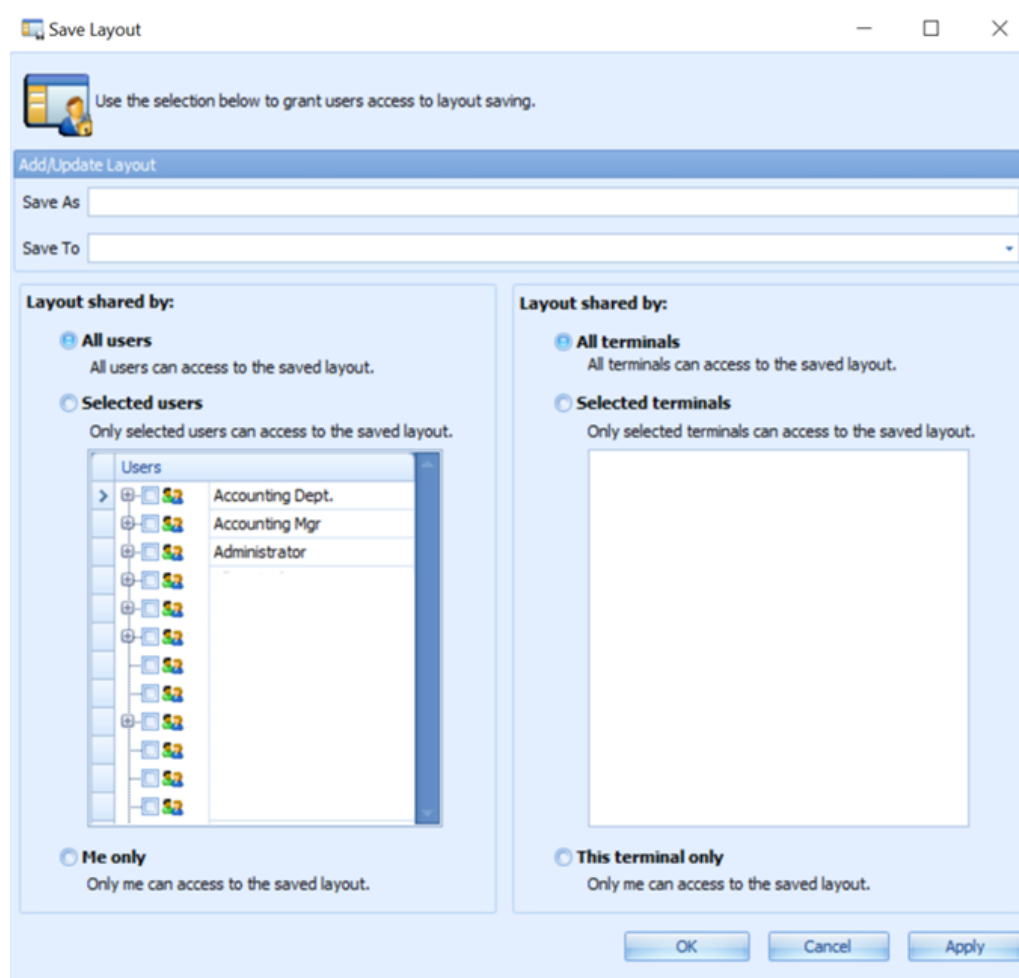 Save Layout
Use the selection below to grant users access to layout saving.
Add/Update Layout
Save As
Save To
Layout shared by:
All users
All users can access to the saved layout.
Selected users
Only selected users can access to the saved layout.
Users
Accounting Dept.
Accounting Mgr
Administrator
Me only
Only me can access to the saved layout.
Layout shared by:
All terminals
All terminals can access to the saved layout.
Selected terminals
Only selected terminals can access to the saved layout.
This terminal only
Only me can access to the saved layout.
OK
Cancel
Apply